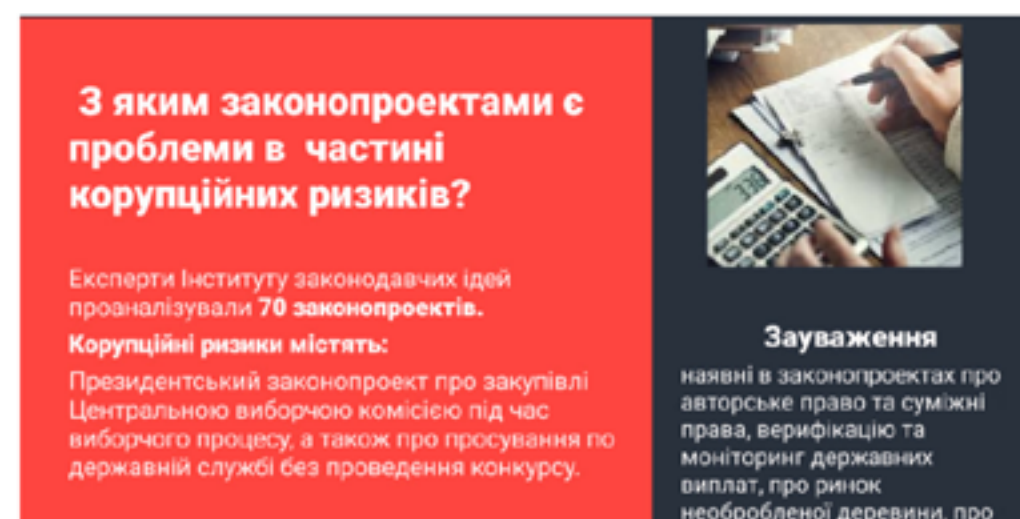 З яким законопроектами є
проблеми в частині
корупційних ризиків?
Експерти Інституту законодавчих ідей
проаналізували 70 законопроектів.
Корупційні ризики містять:
Президентський законопроект про закупівлі
Центральною виборчою комісією під час
виборчого процесу, а також про просування по
державній службі без проведення конкурсу.
Зауваження
наявні в законопроектах про
авторське право та суміжні
права, верифікацію та
моніторинг державних
виплат, про ринок
необробленої деревини, про